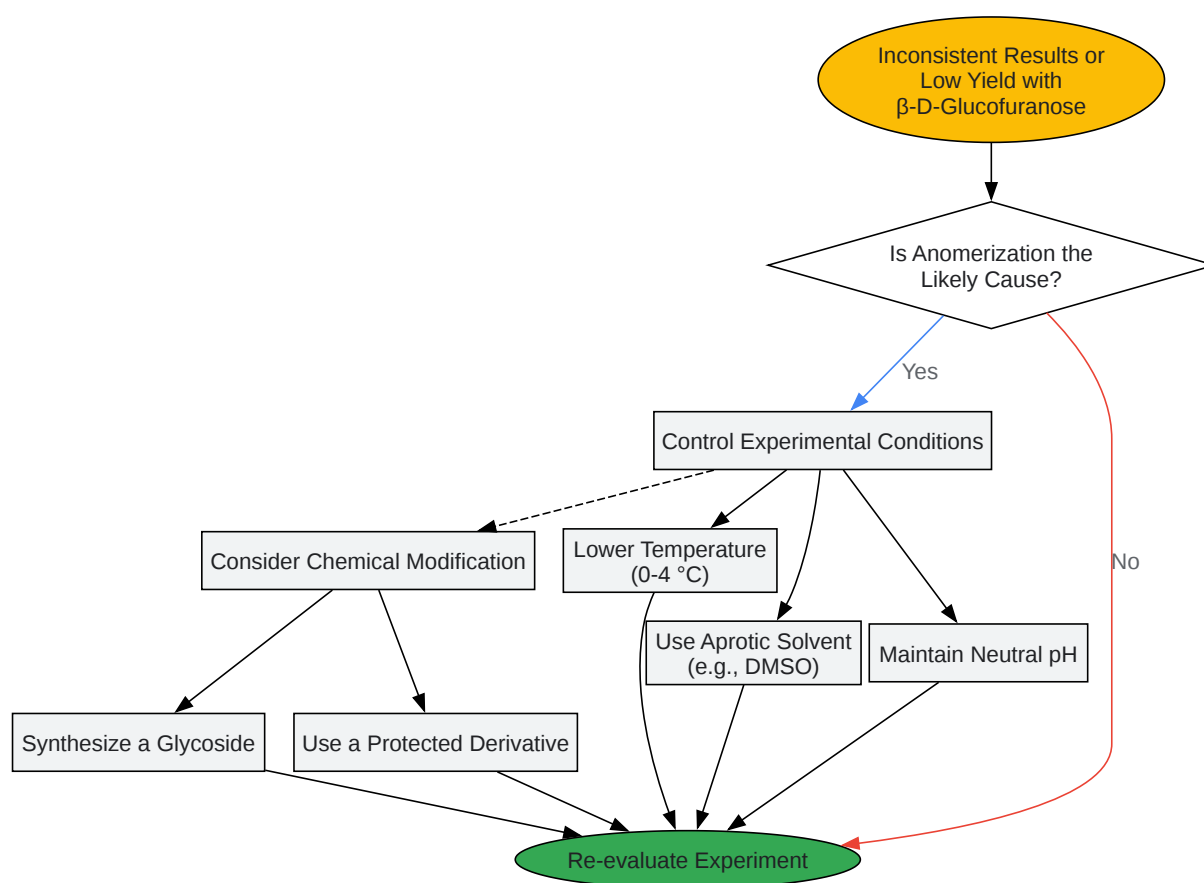 Inconsistent Results or
Low Yield with
β-D-Glucofuranose
Is Anomerization the
Likely Cause?
Yes
Control Experimental Conditions
Consider Chemical Modification
Lower Temperature
(0-4 °C)
No
Use Aprotic Solvent
(e.g., DMSO)
Maintain Neutral pH
Synthesize a Glycoside
Use a Protected Derivative
Re-evaluate Experiment